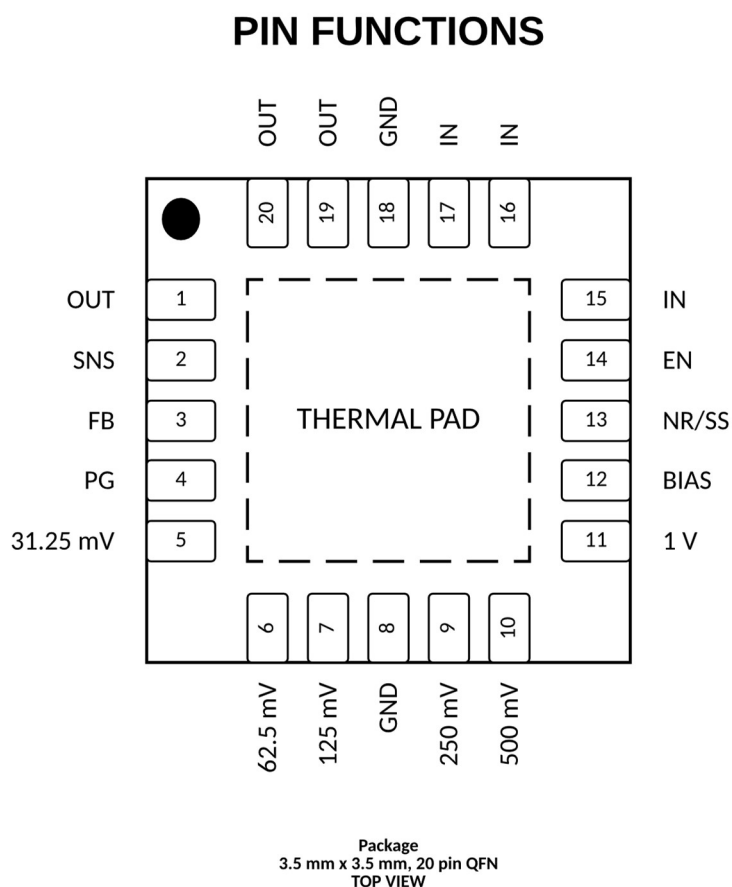 PIN FUNCTIONS
OUT
OUT
GND
IN
IN
20
19
18
17
16
OUT 1 15 IN
SNS 2 14 EN
FB 3 THERMAL PAD 13 NR/SS
PG 4 12 BIAS
31.25 mV 5 11 1 V
6
7
8
9
10
62.5 mV
125 mV
GND
250 mV
500 mV
Package
3.5 mm x 3.5 mm, 20 pin QFN
TOP VIEW